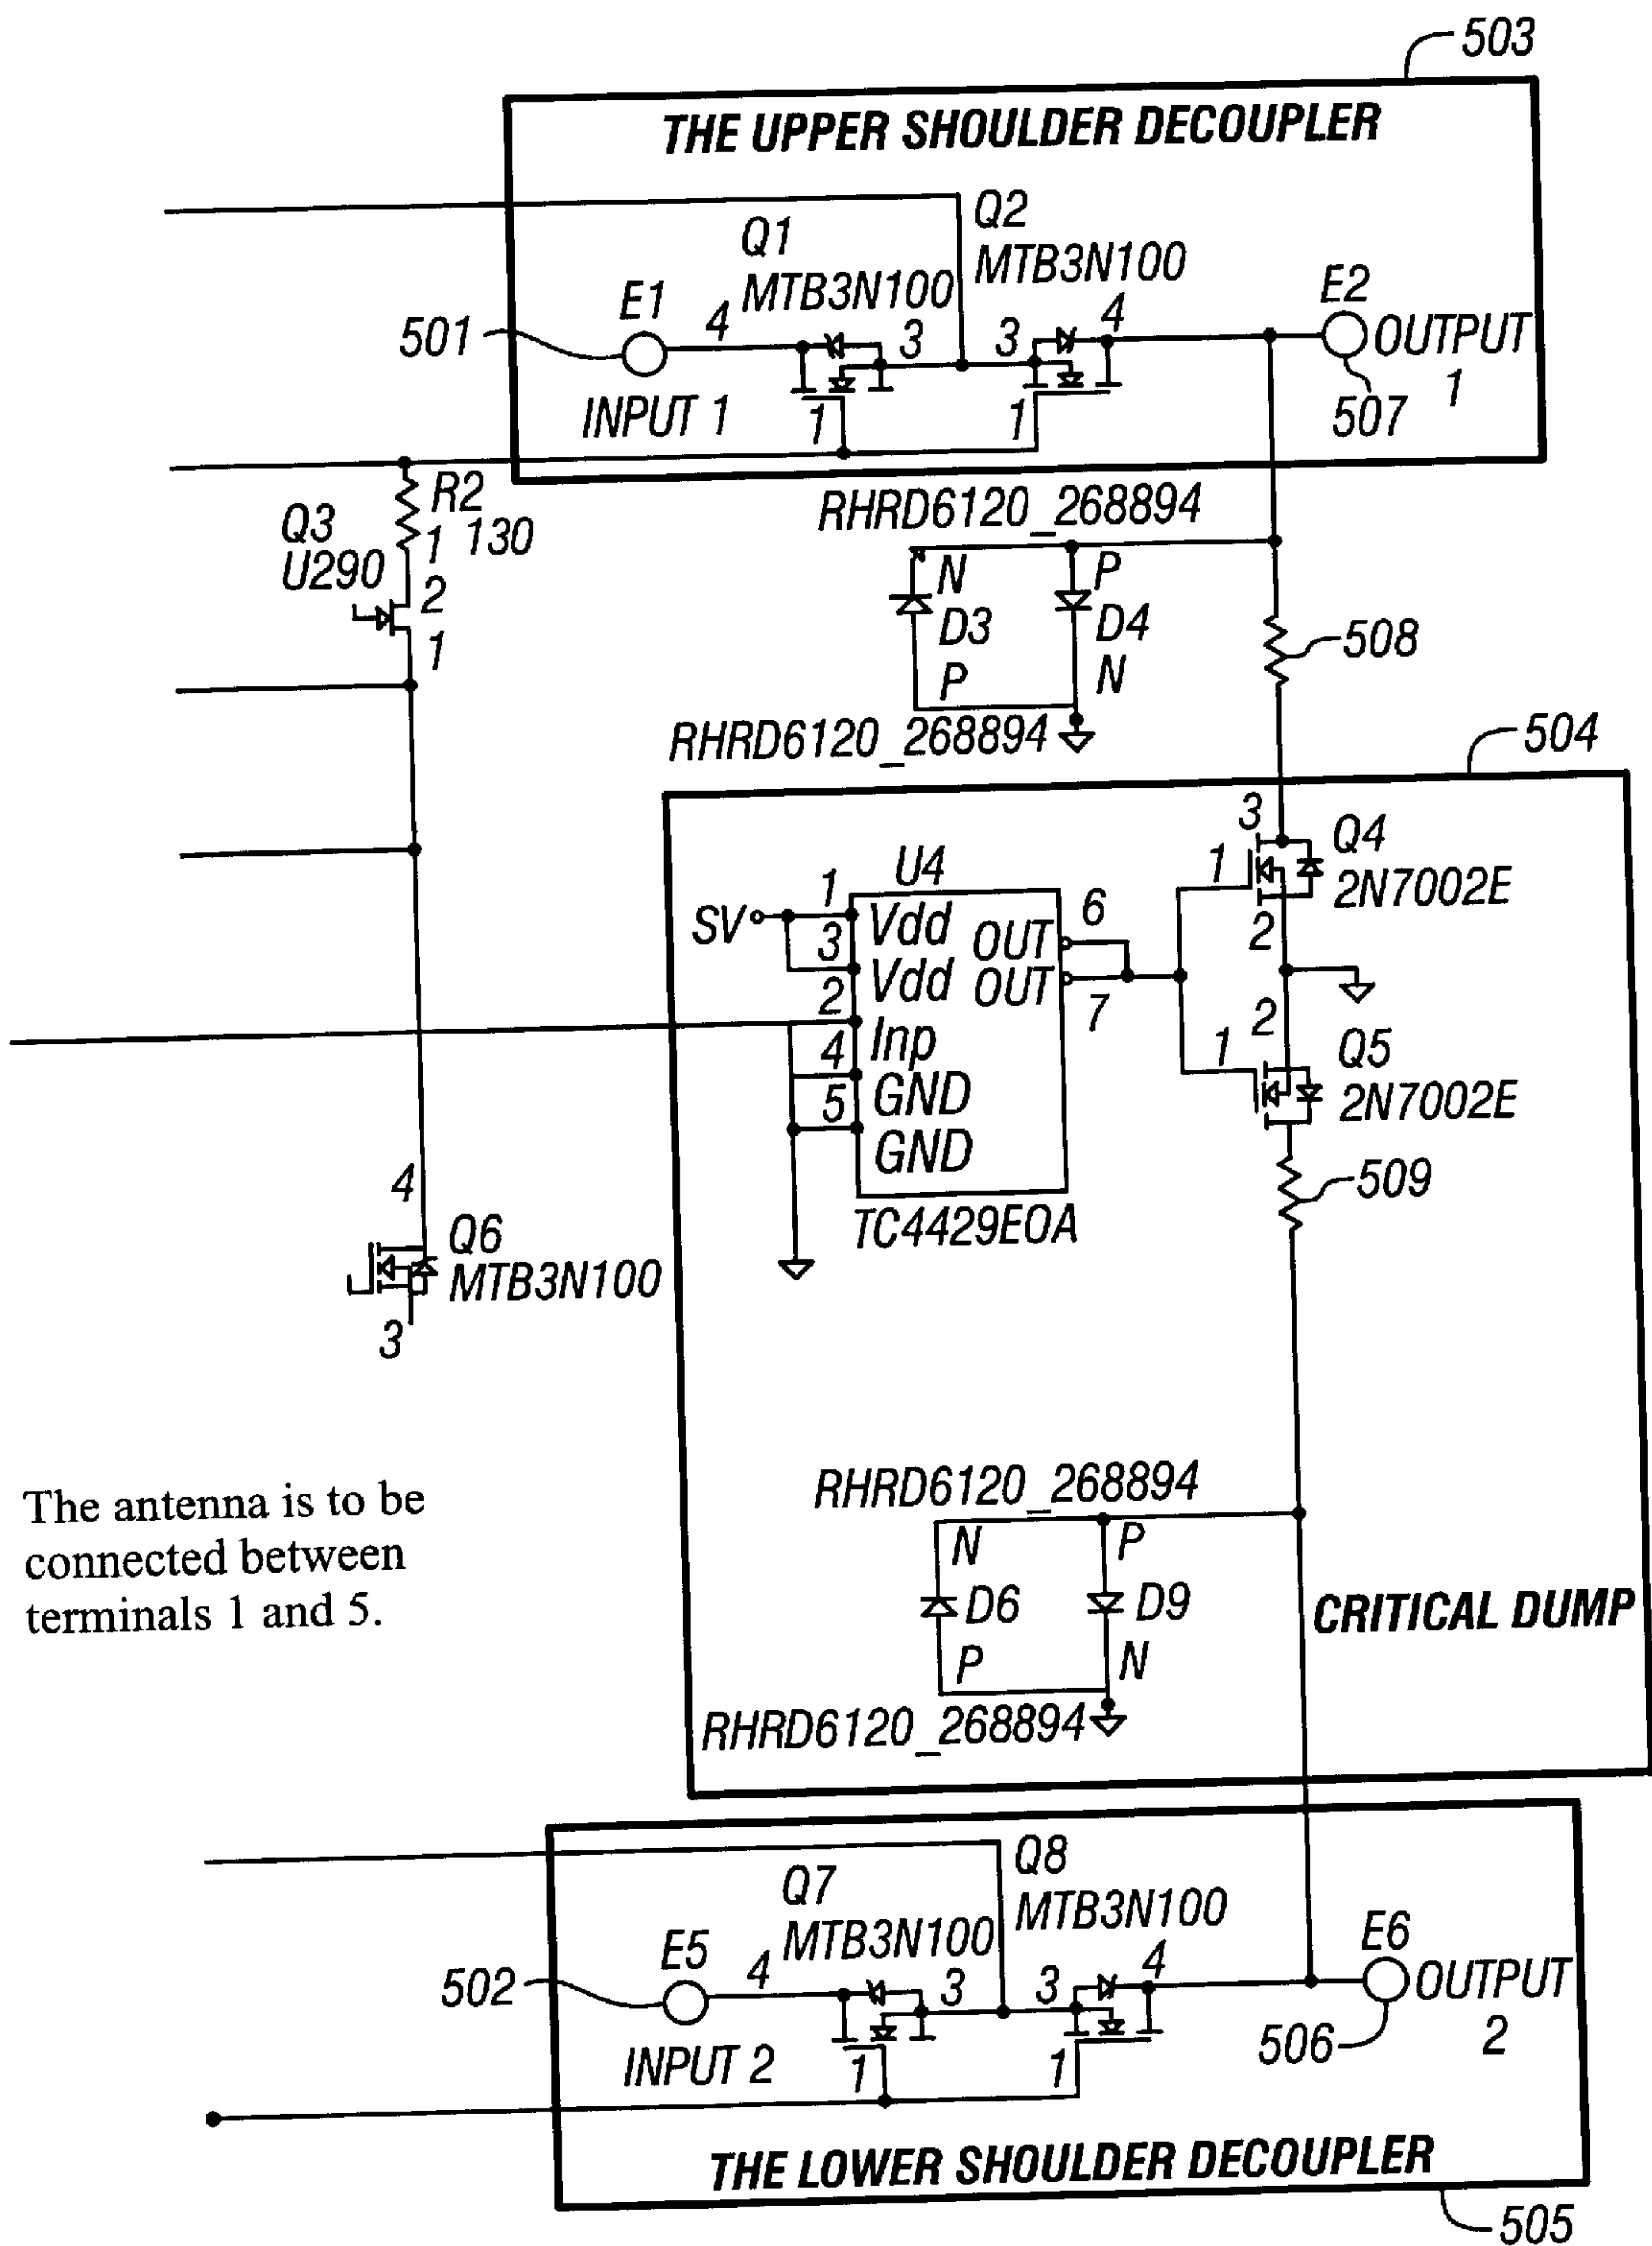 503
THE UPPER SHOULDER DECOUPLER
Q2
Q1
MTB3N100
MTB3N100
E1
E2
501
4
3
3
4
OUTPUT
1
INPUT 1
1
1
507
RHRD6120_268894
R2
Q3
1 130
U290
2
1
N
P
D3
D4
508
P
N
RHRD6120_268894
504
3
Q4
U4
1
2N7002E
1
6
SV
Vdd
OUT
3
2
Vdd
OUT
2
7
2
Inp
Q5
4
1
GND
2N7002E
5
GND
509
4
TC4429EOA
Q6
MTB3N100
3
RHRD6120_268894
The antenna is to be
connected between
terminals 1 and 5.
N
P
D6
D9
CRITICAL DUMP
P
N
RHRD6120_268894
Q8
Q7
MTB3N100
MTB3N100
E5
E6
502
4
3
3
4
OUTPUT
2
INPUT 2
1
1
506
THE LOWER SHOULDER DECOUPLER
505